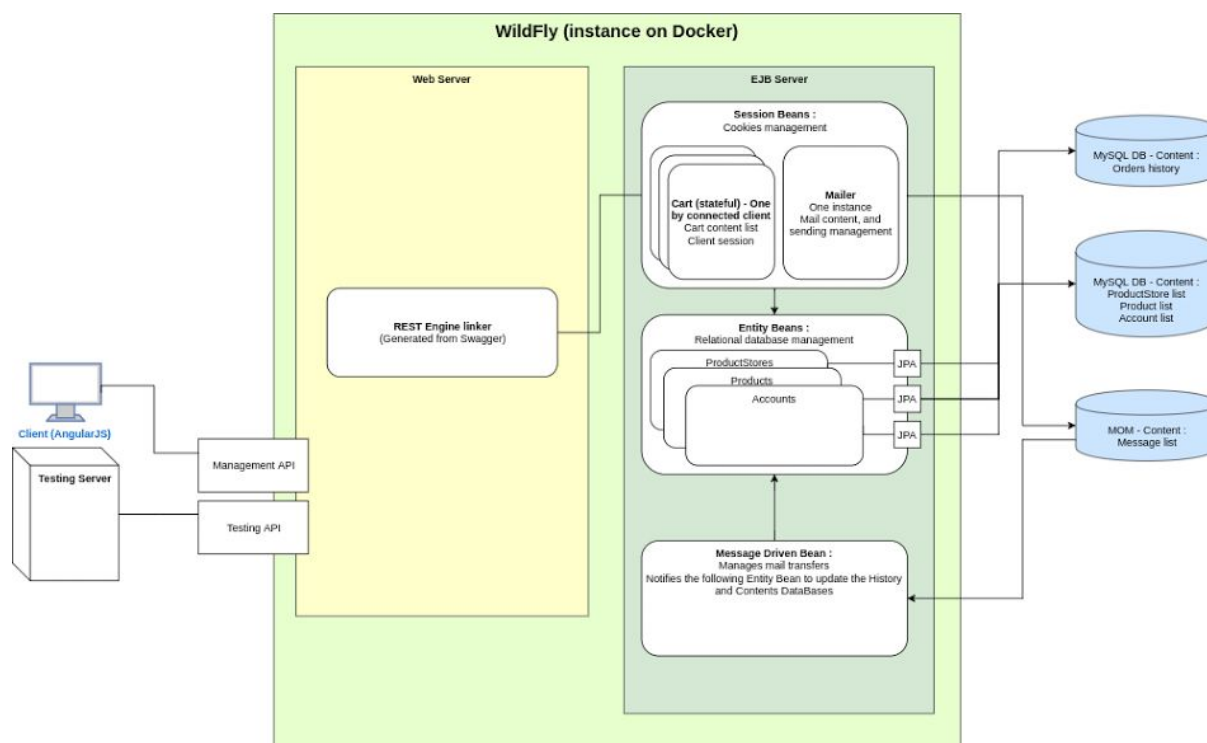 WildFly (instance on Docker)
Web Server
EJB Server
Session Beans :
Cookies management
Cart (stateful) - One
by connected client
Cart content list
Client session
Mailer
One instance
Mail content, and
sending management
MySQL DB - Content :
Orders history
MySQL DB - Content :
ProductStore list
Product list
Account list
REST Engine linker
(Generated from Swagger)
Entity Beans :
Relational database management
ProductStores
Products
Accounts
JPA
JPA
JPA
MOM - Content :
Message list
Client (AngularJS)
Testing Server
Management API
Testing API
Message Driven Bean :
Manages mail transfers
Notifies the following Entity Bean to update the History
and Contents DataBases